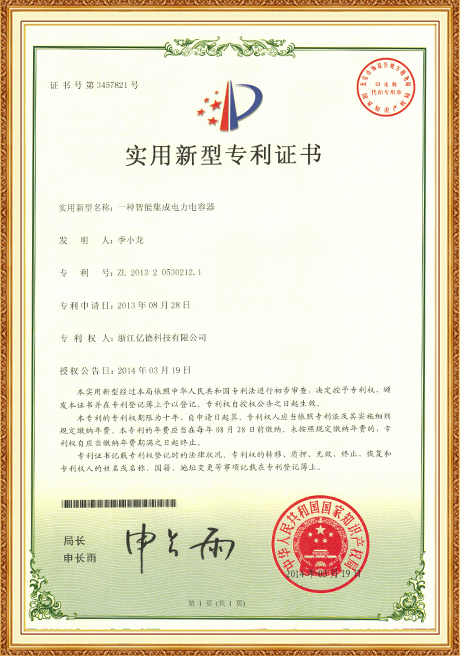 证书号第3457821号
实用新型专利证书
实用新型名称：一种智能集成电力电容器
发 明 人：季小龙
专 利 号：ZL 2013 2 0530212.1
专利申请日：2013年08月28日
专 利 权 人：浙江亿德科技有限公司
授权公告日：2014年03月19日
本实用新型经过本局依照中华人民共和国专利法进行初步审查，决定授予专利权，颁
发本证书并在专利登记簿上予以登记。专利权自授权公告之日起生效。
本专利的专利权期限为十年，自申请日起算。专利权人应当依照专利法及其实施细则
规定缴纳年费。本专利的年费应当在每年08月28日前缴纳。未按照规定缴纳年费的，专
利权自应当缴纳年费期满之日起终止。
专利证书记载专利权登记时的法律状况。专利权的转移、质押、无效、终止、恢复和
专利权人的姓名或名称、国籍、地址变更等事项记载在专利登记簿上。
局长
申长雨
申长雨
中华人民共和国国家知识产权局
2014年03月19日
第 1 页（共 1 页）